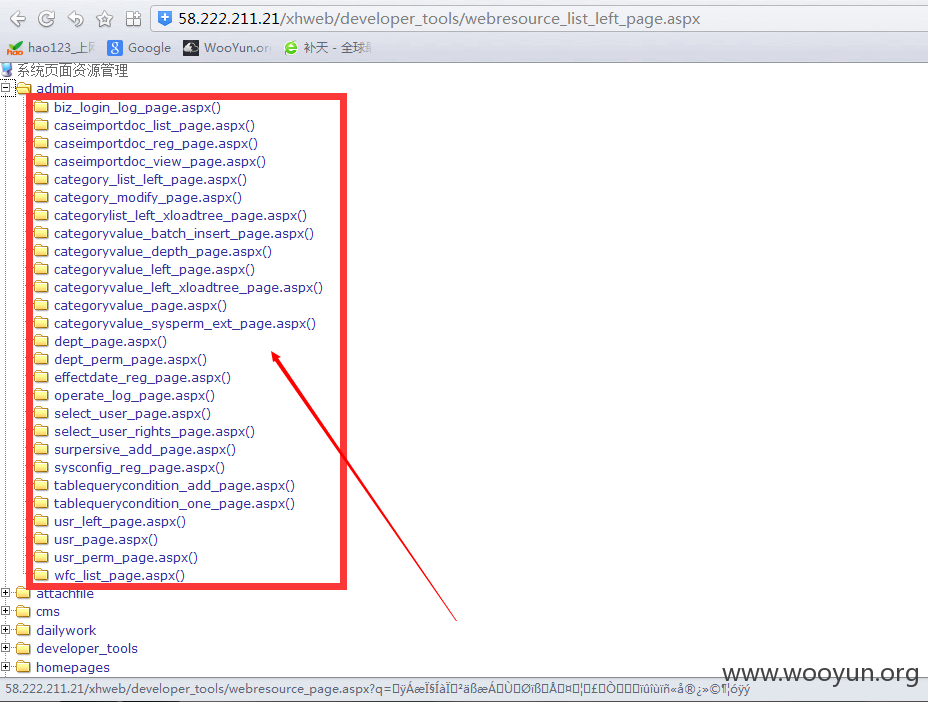 58.222.211.21/xhweb/developer_tools/webresource_list_left_page.aspx
hao123_上网 Google WooYun.or 补天 - 全球
系统页面资源管理
admin
biz_login_log_page.aspx()
caseimportdoc_list_page.aspx()
caseimportdoc_reg_page.aspx()
caseimportdoc_view_page.aspx()
category_list_left_page.aspx()
category_modify_page.aspx()
categorylist_left_xloadtree_page.aspx()
categoryvalue_batch_insert_page.aspx()
categoryvalue_depth_page.aspx()
categoryvalue_left_page.aspx()
categoryvalue_left_xloadtree_page.aspx()
categoryvalue_page.aspx()
categoryvalue_sysperm_ext_page.aspx()
dept_page.aspx()
dept_perm_page.aspx()
effectdate_reg_page.aspx()
operate_log_page.aspx()
select_user_page.aspx()
select_user_rights_page.aspx()
surpersive_add_page.aspx()
sysconfig_reg_page.aspx()
tablequerycondition_add_page.aspx()
tablequerycondition_one_page.aspx()
usr_left_page.aspx()
usr_page.aspx()
usr_perm_page.aspx()
wfc_list_page.aspx()
attachfile
cms
dailywork
developer_tools
homepages
www.wooyun.org
58.222.211.21/xhweb/developer_tools/webresource_page.aspx?q=